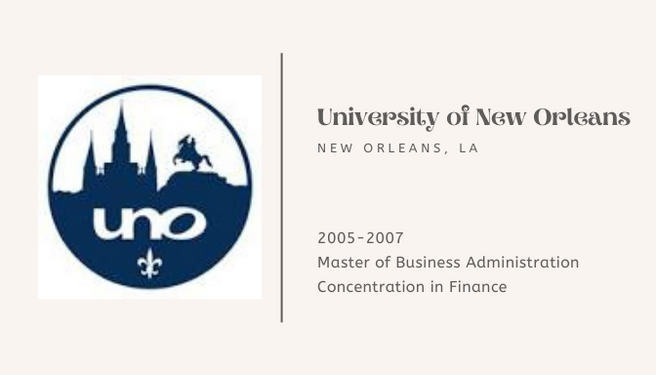 uno
University of New Orleans
NEW ORLEANS, LA
2005-2007
Master of Business Administration
Concentration in Finance